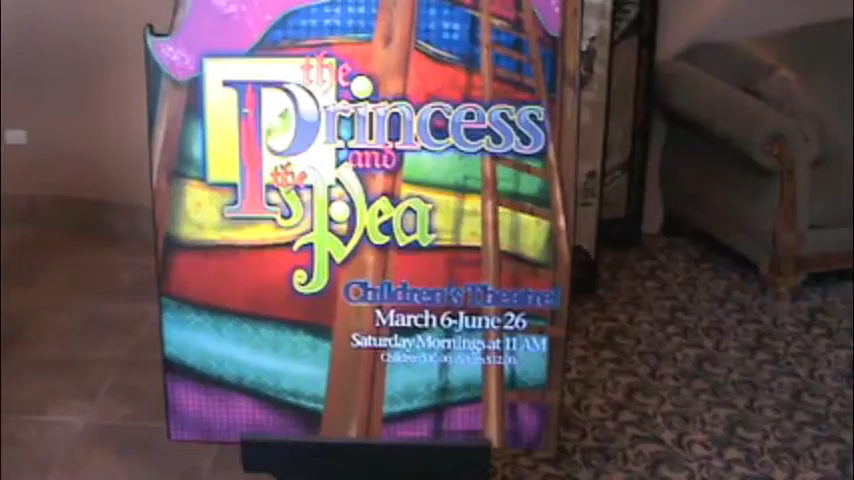 the
Princess
and
the Pea
Children's Theatre!
March 6-June 26
Saturday Mornings at 11 AM